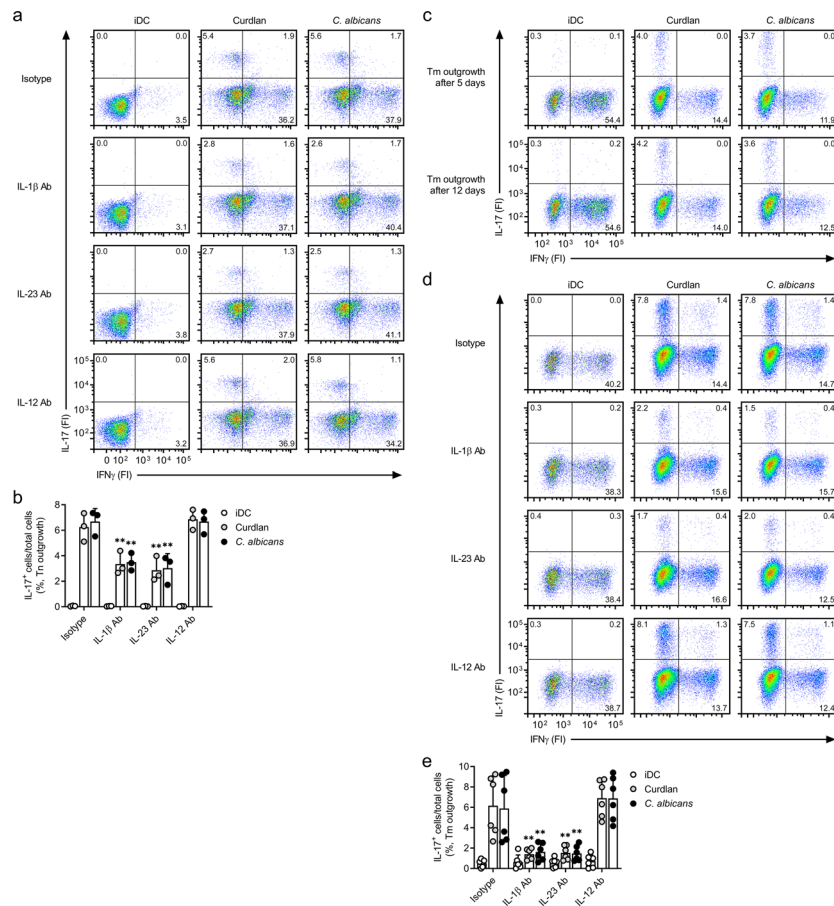 a
iDC
Curdlan
C. albicans
Isotype
0.0 0.0
3.5
5.4 1.9
36.2
5.6 1.7
37.9
IL-1β Ab
0.0 0.0
3.1
2.8 1.6
37.1
2.6 1.7
40.4
IL-23 Ab
0.0 0.0
3.8
2.7 1.3
37.9
2.5 1.3
41.1
IL-12 Ab
0.0 0.0
3.2
5.6 2.0
36.9
5.8 1.1
34.2
10⁵
10⁴
10³
10²
IL-17 (FI)
0 10² 10³ 10⁴ 10⁵
IFNγ (FI)
b
8
6
4
2
0
IL-17⁺ cells/total cells
(%, Tn outgrowth)
** **
** **
iDC
Curdlan
C. albicans
Isotype
IL-1β Ab
IL-23 Ab
IL-12 Ab
c
iDC
Curdlan
C. albicans
Tm outgrowth
after 5 days
0.3 0.1
54.4
4.0 0.0
14.4
3.7 0.0
11.9
Tm outgrowth
after 12 days
0.3 0.2
54.6
4.2 0.0
14.0
3.6 0.0
12.5
10⁵
10⁴
10³
10²
IL-17 (FI)
10² 10³ 10⁴ 10⁵
IFNγ (FI)
d
iDC
Curdlan
C. albicans
Isotype
0.0 0.0
40.2
7.8 1.4
14.4
7.8 1.4
14.7
IL-1β Ab
0.3 0.2
38.3
2.2 0.4
15.6
1.5 0.4
15.7
IL-23 Ab
0.4 0.3
38.4
1.7 0.4
16.6
2.0 0.4
12.5
IL-12 Ab
0.3 0.2
38.7
8.1 1.3
13.7
7.5 1.1
12.4
10⁵
10⁴
10³
10²
IL-17 (FI)
10² 10³ 10⁴ 10⁵
IFNγ (FI)
e
10
8
6
4
2
0
IL-17⁺ cells/total cells
(%, Tm outgrowth)
** **
** **
iDC
Curdlan
C. albicans
Isotype
IL-1β Ab
IL-23 Ab
IL-12 Ab